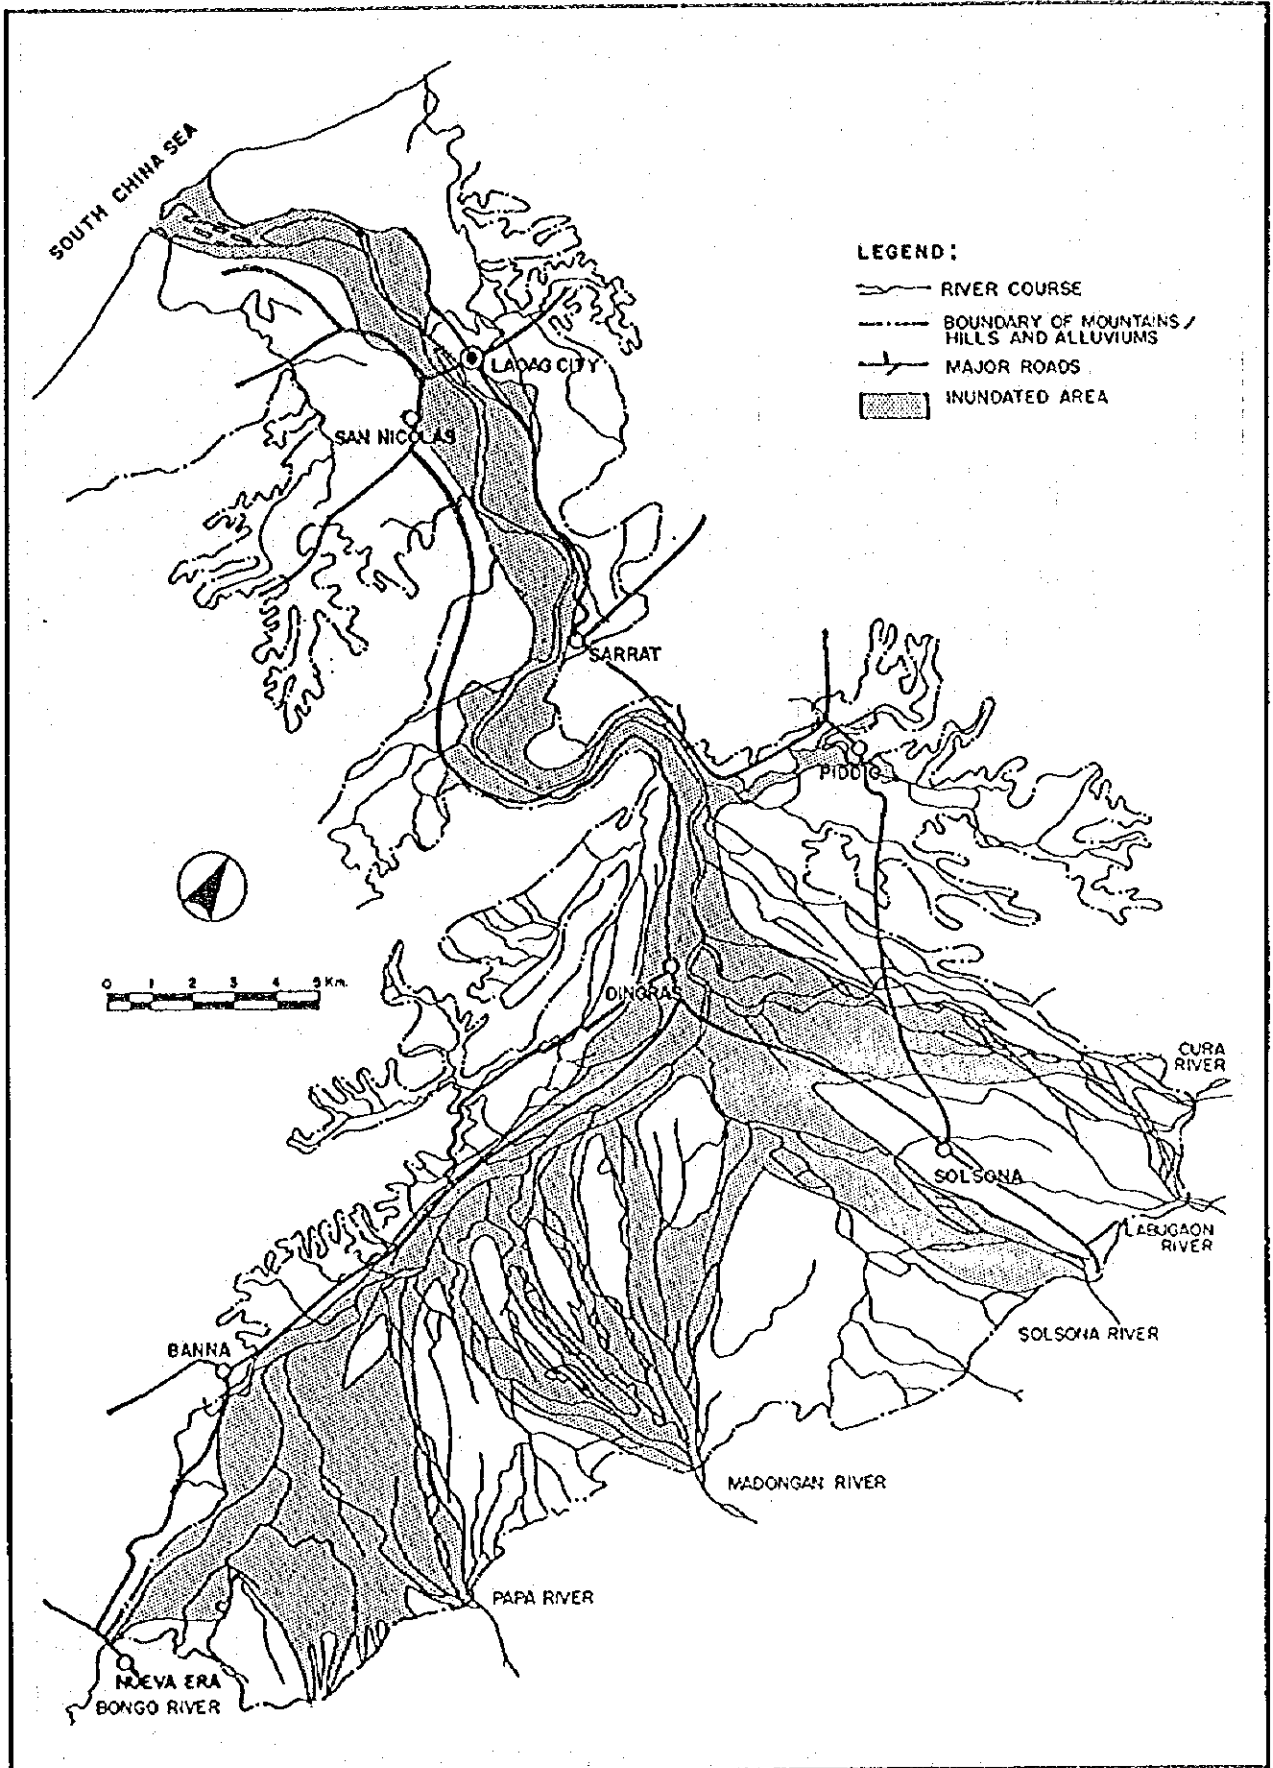 SOUTH CHINA SEA
LEGEND:
RIVER COURSE
BOUNDARY OF MOUNTAINS/
HILLS AND ALLUVIUMS
MAJOR ROADS
INUNDATED AREA
LAOAG CITY
SAN NICOLAS
SARRAT
PIDDIG
0 1 2 3 4 5 Km.
DINGRAS
CURA
RIVER
SOLSONA
LABUGAON
RIVER
SOLSONA RIVER
BANNA
MADONGAN RIVER
PAPA RIVER
NUEVA ERA
BONGO RIVER